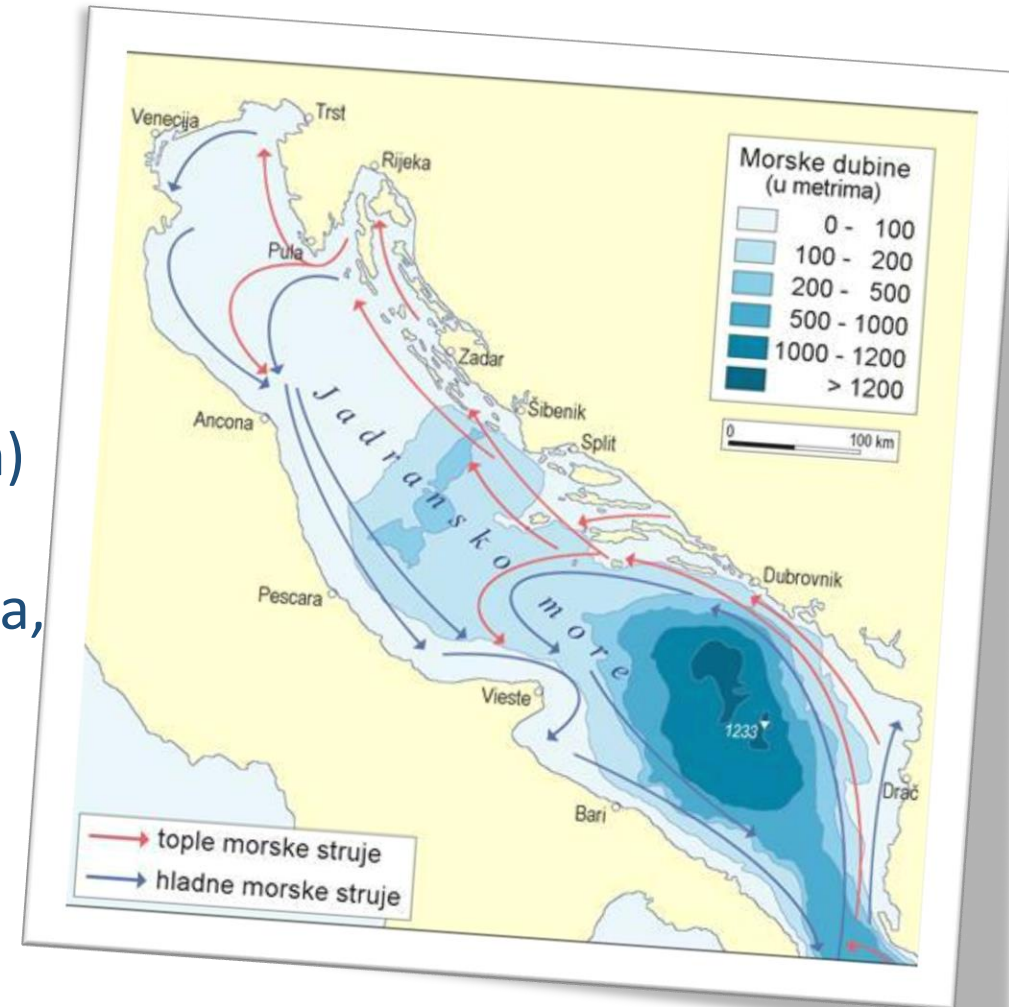 Venecija
Trst
Rijeka
Pula
Zadar
Šibenik
Split
Ancona
Jadransko more
Pescara
Dubrovnik
Vieste
1233
Drač
Bari
Morske dubine
(u metrima)
0 - 100
100 - 200
200 - 500
500 - 1000
1000 - 1200
> 1200
0 100 km
tople morske struje
hladne morske struje
)
a,